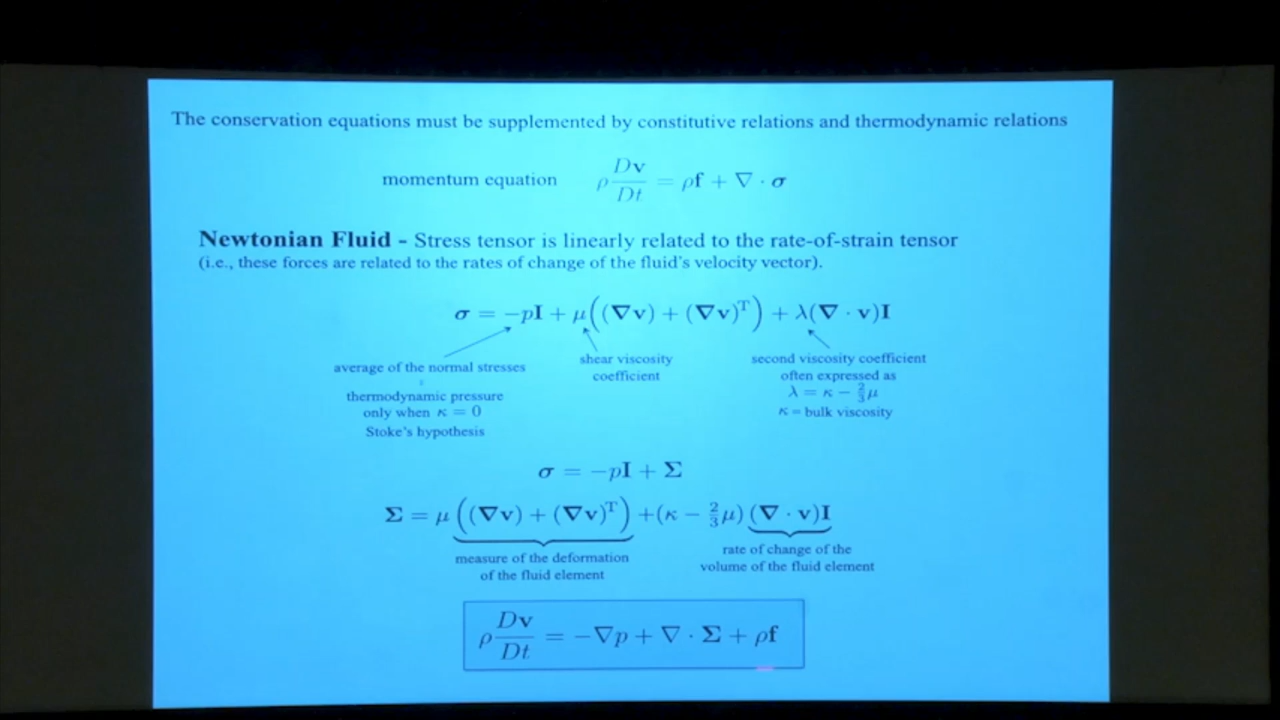 The conservation equations must be supplemented by constitutive relations and thermodynamic relations
momentum equation ρ Dv/Dt = ρf + ∇ · σ
Newtonian Fluid - Stress tensor is linearly related to the rate-of-strain tensor
(i.e., these forces are related to the rates of change of the fluid's velocity vector).
σ = −pI + μ((∇v) + (∇v)ᵀ) + λ(∇ · v)I
average of the normal stresses
thermodynamic pressure
only when κ = 0
Stoke's hypothesis
shear viscosity
coefficient
second viscosity coefficient
often expressed as
λ = κ − 2/3 μ
κ = bulk viscosity
σ = −pI + Σ
Σ = μ((∇v) + (∇v)ᵀ) + (κ − 2/3 μ) (∇ · v)I
measure of the deformation
of the fluid element
rate of change of the
volume of the fluid element
ρ Dv/Dt = −∇p + ∇ · Σ + ρf